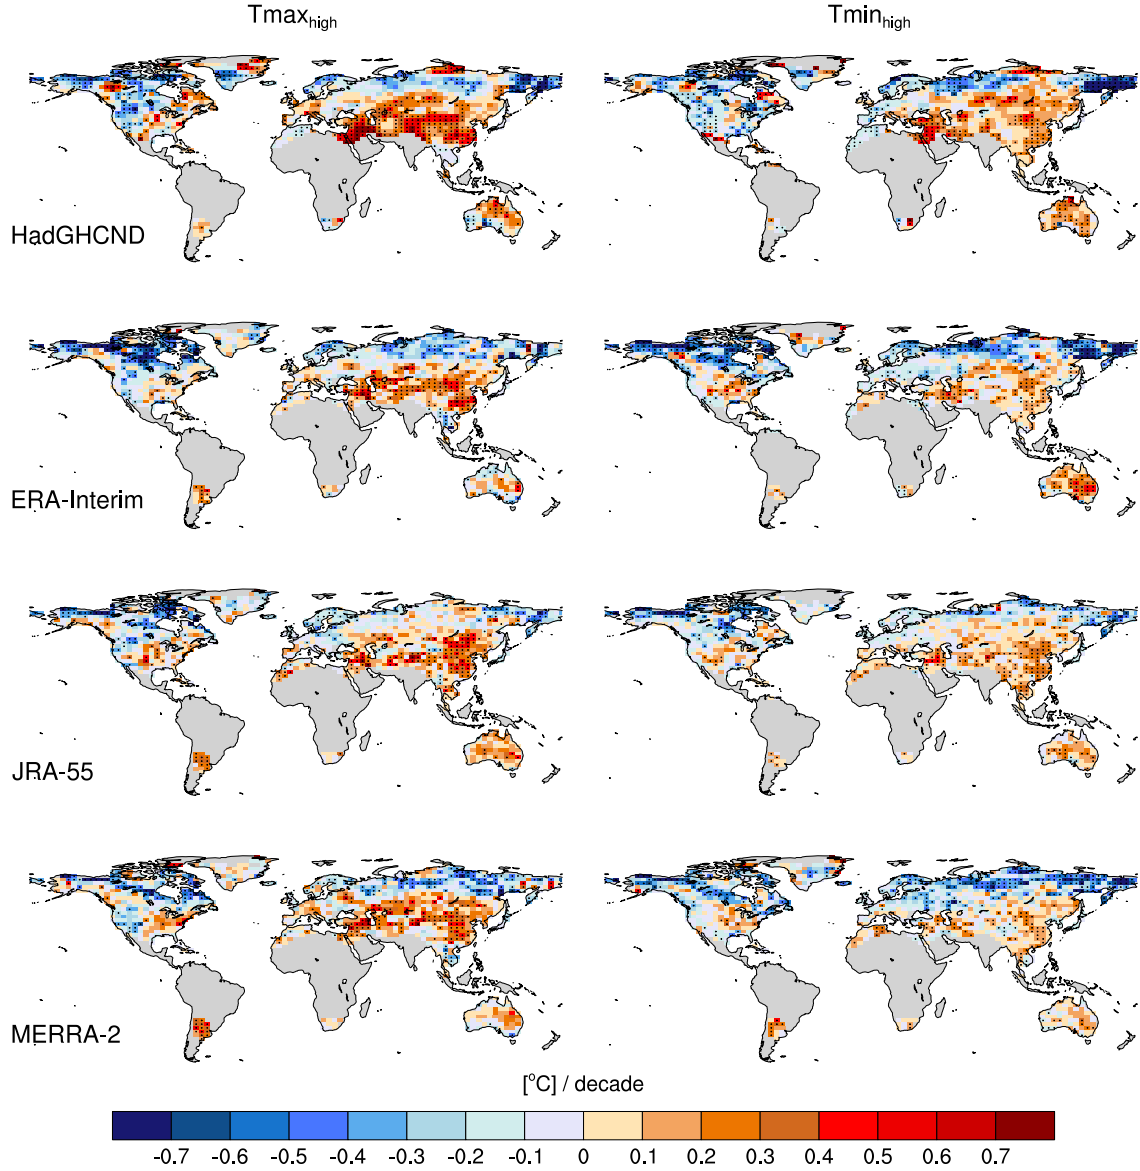 Tmaxhigh Tminhigh
HadGHCND
ERA-Interim
JRA-55
MERRA-2
[°C] / decade
-0.7 -0.6 -0.5 -0.4 -0.3 -0.2 -0.1 0 0.1 0.2 0.3 0.4 0.5 0.6 0.7